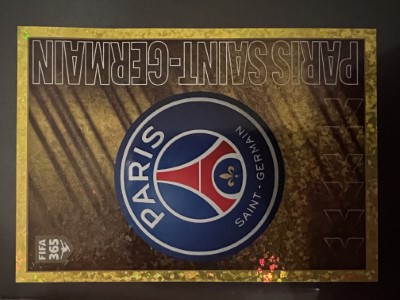 PARIS SAINT-GERMAIN
PARIS
SAINT - GERMAIN
FIFA
365